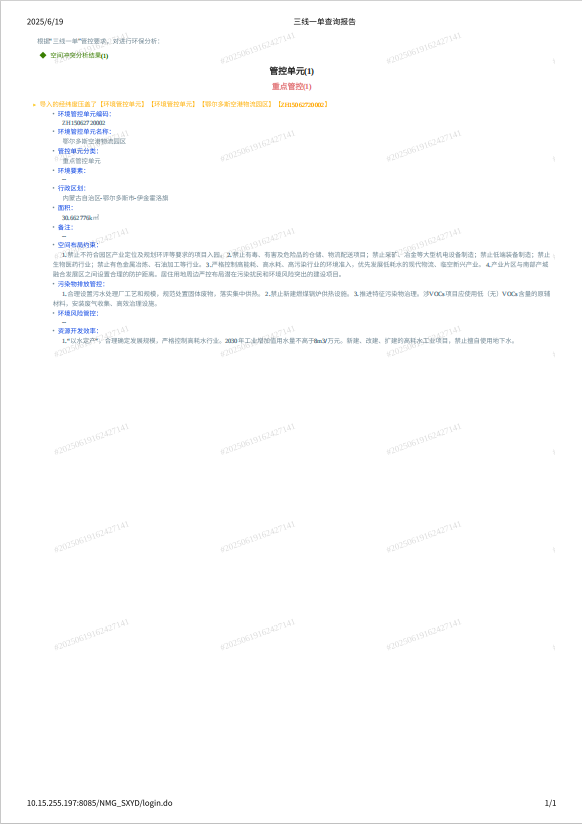 2025/6/19 三线一单查询报告
根据"三线一单"管控要求，对进行环保分析：
◆ 空间冲突分析结果(1)
管控单元(1)
重点管控(1)
• 导入的经纬度压盖了【环境管控单元】【环境管控单元】【鄂尔多斯空港物流园区】【ZH15062720002】
• 环境管控单元编码：
ZH15062720002
• 环境管控单元名称：
鄂尔多斯空港物流园区
• 管控单元分类：
重点管控单元
• 环境要素：
--
• 行政区划：
内蒙古自治区-鄂尔多斯市-伊金霍洛旗
• 面积：
30.662776k㎡
• 备注：
--
• 空间布局约束：
1.禁止不符合园区产业定位及规划环评等要求的项目入园。2.禁止有毒、有害及危险品的仓储、物流配送项目；禁止采矿、冶金等大型机电设备制造；禁止低端装备制造；禁止
生物医药行业；禁止有色金属冶炼、石油加工等行业。3.严格控制高能耗、高水耗、高污染行业的环境准入，优先发展低耗水的现代物流、临空新兴产业。4.产业片区与南部产城
融合发展区之间设置合理的防护距离。居住用地周边严控布局潜在污染扰民和环境风险突出的建设项目。
• 污染物排放管控：
1.合理设置污水处理厂工艺和规模，规范处置固体废物，落实集中供热。2.禁止新建燃煤锅炉供热设施。3.推进特征污染物治理。涉VOCs项目应使用低（无）VOCs含量的原辅
材料，安装废气收集、高效治理设施。
• 环境风险管控：
--
• 资源开发效率：
1."以水定产"，合理确定发展规模，严格控制高耗水行业。2030年工业增加值用水量不高于8m3/万元。新建、改建、扩建的高耗水工业项目，禁止擅自使用地下水。
#20250619162427141
10.15.255.197:8085/NMG_SXYD/login.do 1/1